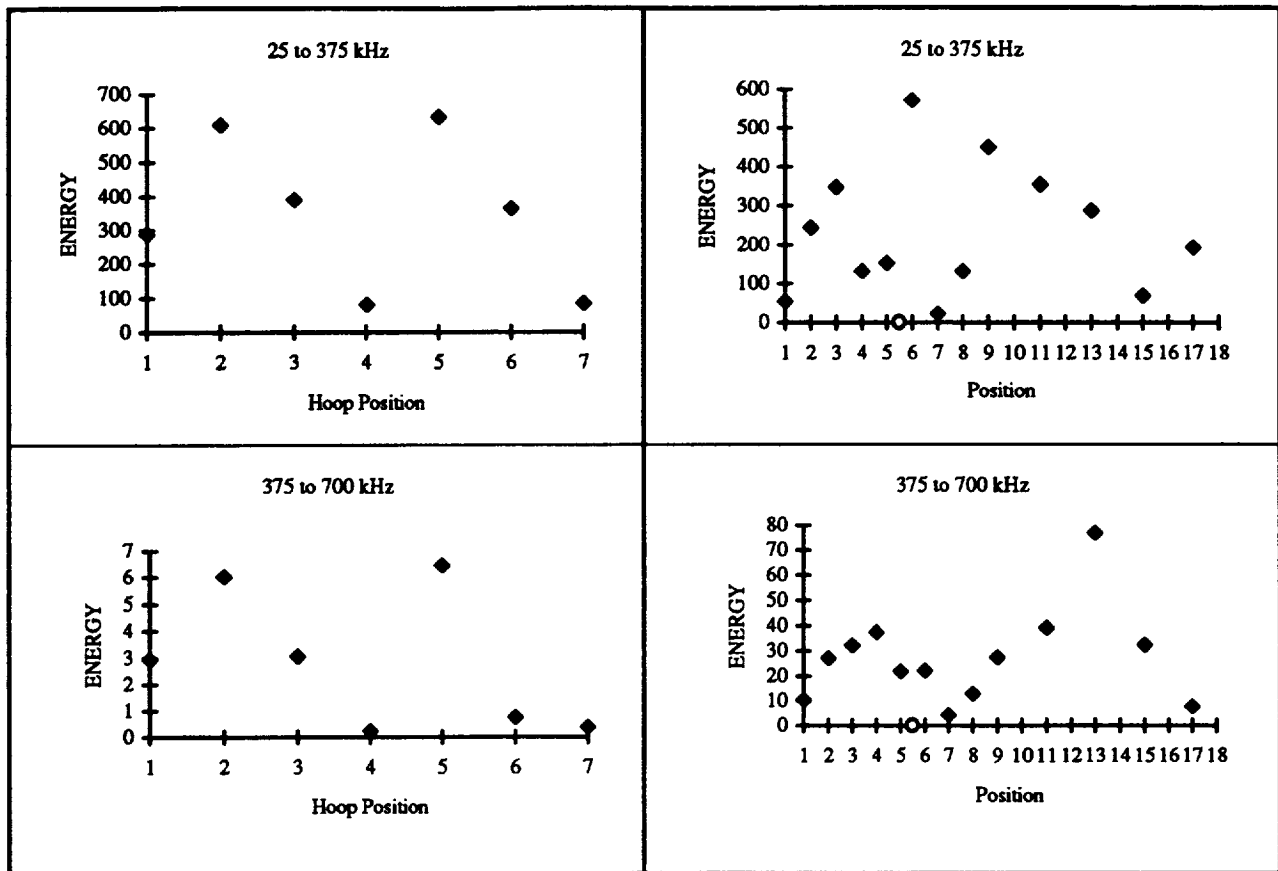 25 to 375 kHz
700
600
500
400
300
200
100
0
ENERGY
1 2 3 4 5 6 7
Hoop Position
25 to 375 kHz
600
500
400
300
200
100
0
ENERGY
1 2 3 4 5 6 7 8 9 10 11 12 13 14 15 16 17 18
Position
375 to 700 kHz
7
6
5
4
3
2
1
0
ENERGY
1 2 3 4 5 6 7
Hoop Position
375 to 700 kHz
80
70
60
50
40
30
20
10
0
ENERGY
1 2 3 4 5 6 7 8 9 10 11 12 13 14 15 16 17 18
Position